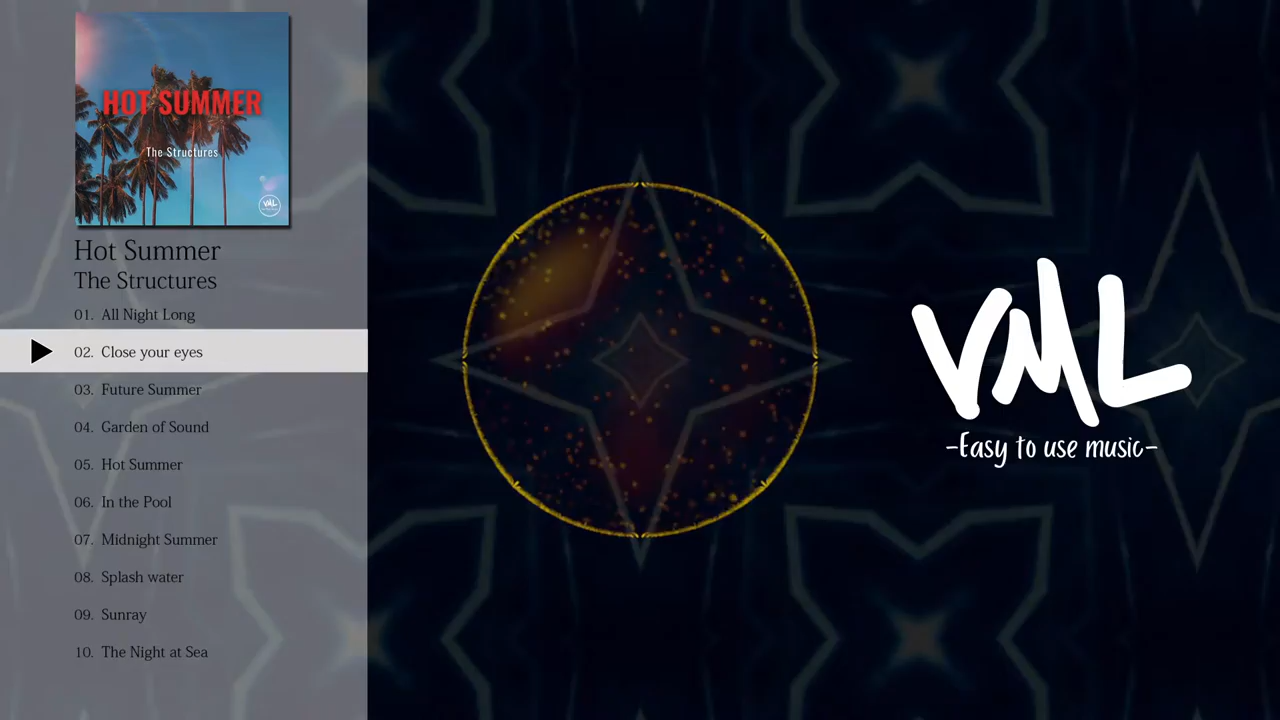 HOT SUMMER
The Structures
VML
Hot Summer
The Structures
01. All Night Long
02. Close your eyes
03. Future Summer
04. Garden of Sound
05. Hot Summer
06. In the Pool
07. Midnight Summer
08. Splash water
09. Sunray
10. The Night at Sea
VML
-Easy to use music-